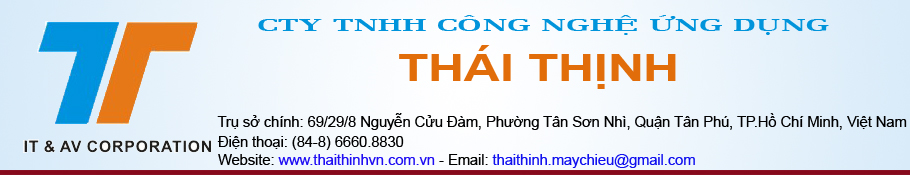 CTY TNHH CÔNG NGHỆ ỨNG DỤNG
THÁI THỊNH
IT & AV CORPORATION
Trụ sở chính: 69/29/8 Nguyễn Cửu Đàm, Phường Tân Sơn Nhì, Quận Tân Phú, TP.Hồ Chí Minh, Việt Nam
Điện thoại: (84-8) 6660.8830
Website: www.thaithinhvn.com.vn - Email: thaithinh.maychieu@gmail.com